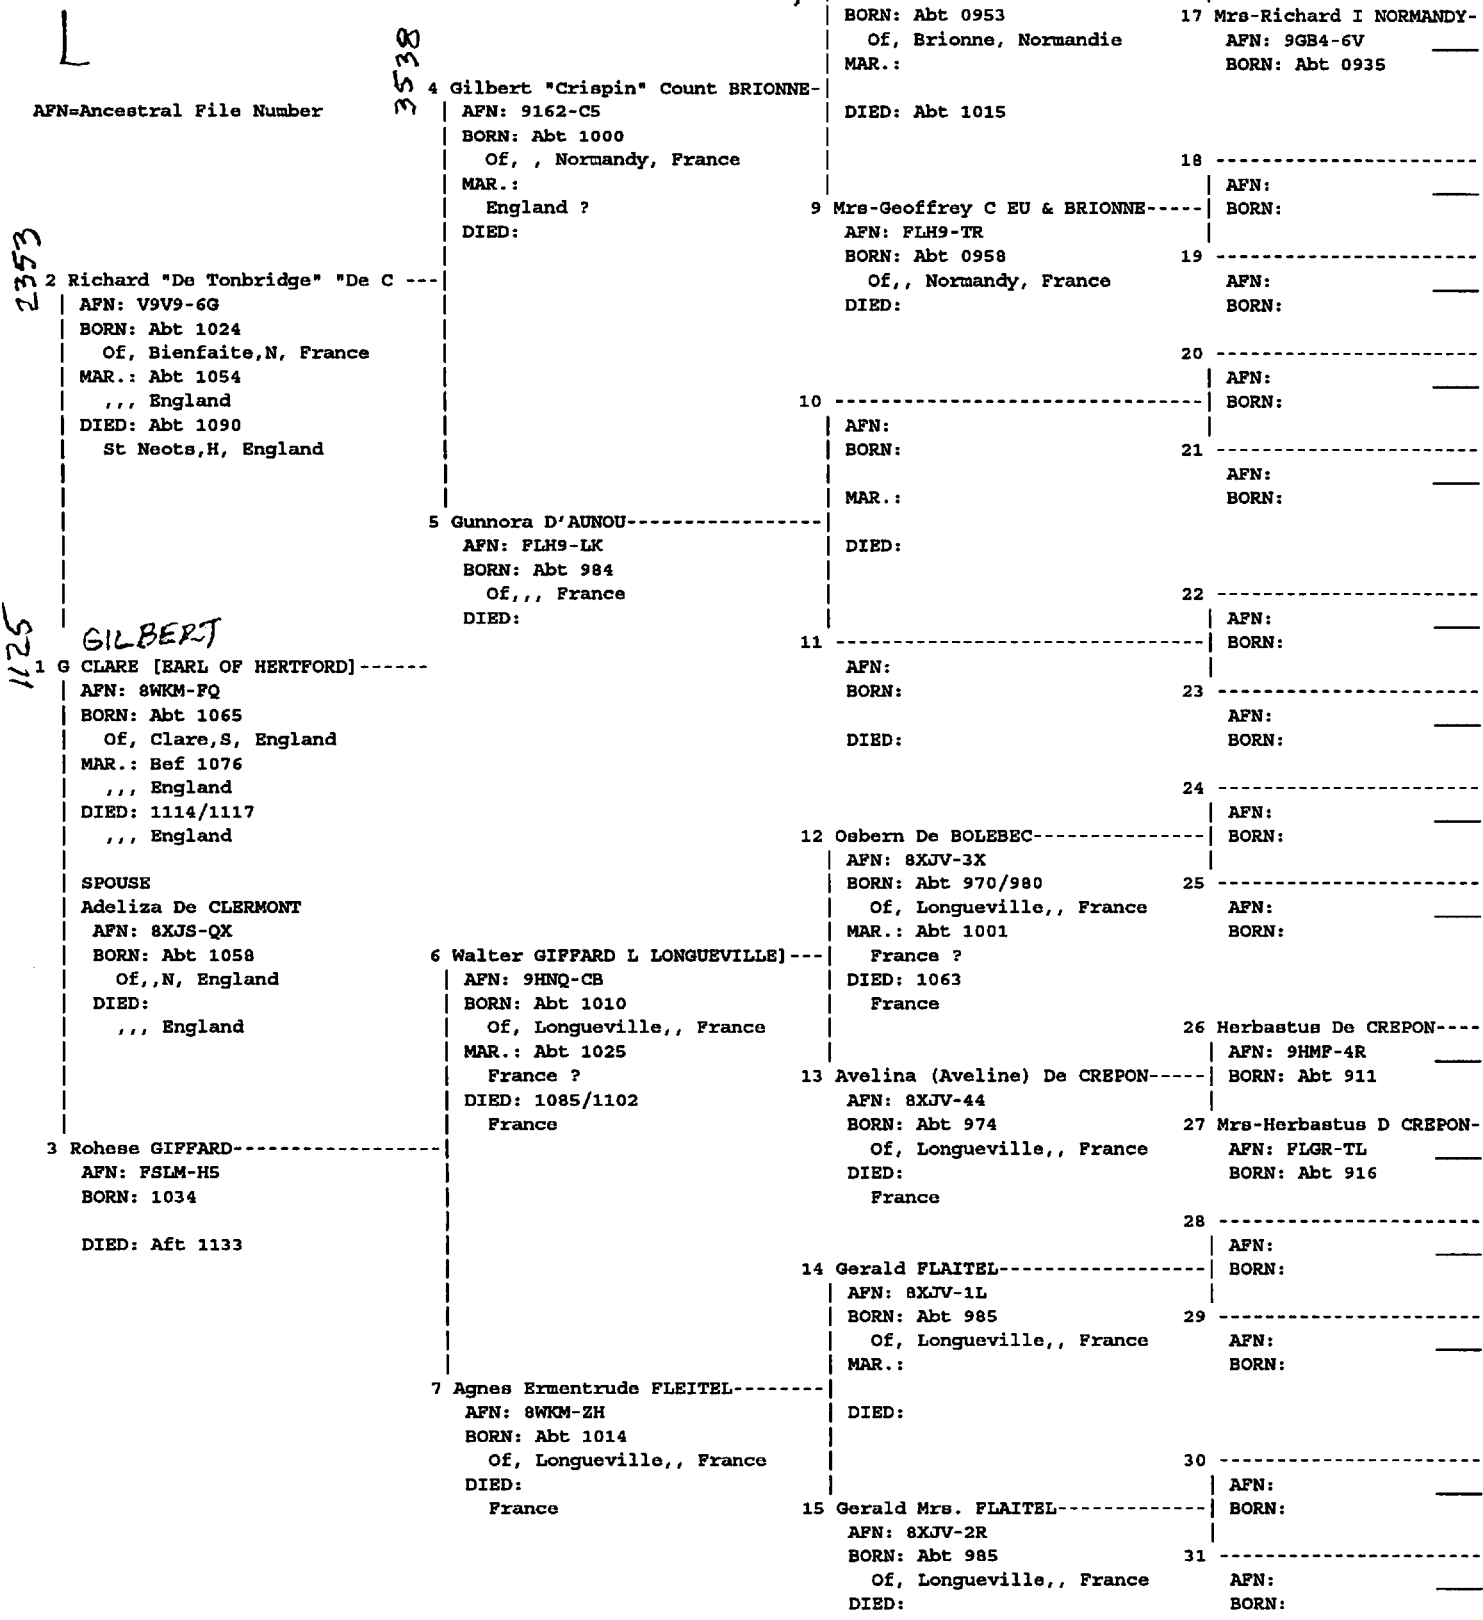 L
BORN: Abt 0953
Of, Brionne, Normandie
MAR.:
DIED: Abt 1015
17 Mrs-Richard I NORMANDY-
AFN: 9GB4-6V
BORN: Abt 0935
AFN=Ancestral File Number
3538
4 Gilbert "Crispin" Count BRIONNE-
AFN: 9162-C5
BORN: Abt 1000
Of, , Normandy, France
MAR.:
England ?
DIED:
18
AFN:
BORN:
9 Mrs-Geoffrey C EU & BRIONNE-----
AFN: FLH9-TR
BORN: Abt 0958
Of,, Normandy, France
DIED:
19
AFN:
BORN:
2353
2 Richard "De Tonbridge" "De C ---
AFN: V9V9-6G
BORN: Abt 1024
Of, Bienfaite,N, France
MAR.: Abt 1054
,,, England
DIED: Abt 1090
St Neots,H, England
20
AFN:
BORN:
10
AFN:
BORN:
MAR.:
DIED:
21
AFN:
BORN:
5 Gunnora D'AUNOU----------------
AFN: FLH9-LK
BORN: Abt 984
Of,,, France
DIED:
22
AFN:
BORN:
11
AFN:
BORN:
DIED:
23
AFN:
BORN:
1125
GILBERT
1 G CLARE [EARL OF HERTFORD]------
AFN: 8WKM-FQ
BORN: Abt 1065
Of, Clare,S, England
MAR.: Bef 1076
,,, England
DIED: 1114/1117
,,, England
SPOUSE
Adeliza De CLERMONT
AFN: 8XJS-QX
BORN: Abt 1058
Of,,N, England
DIED:
,,, England
24
AFN:
BORN:
12 Osbern De BOLEBEC--------------
AFN: 8XJV-3X
BORN: Abt 970/980
Of, Longueville,, France
MAR.: Abt 1001
France ?
DIED: 1063
France
25
AFN:
BORN:
6 Walter GIFFARD L LONGUEVILLE]---
AFN: 9HNQ-CB
BORN: Abt 1010
Of, Longueville,, France
MAR.: Abt 1025
France ?
DIED: 1085/1102
France
26 Herbastus De CREPON----
AFN: 9HMF-4R
BORN: Abt 911
13 Avelina (Aveline) De CREPON-----
AFN: 8XJV-44
BORN: Abt 974
Of, Longueville,, France
DIED:
France
27 Mrs-Herbastus D CREPON-
AFN: FLGR-TL
BORN: Abt 916
3 Rohese GIFFARD-----------------
AFN: FSLM-H5
BORN: 1034
DIED: Aft 1133
28
AFN:
BORN:
14 Gerald FLAITEL-----------------
AFN: 8XJV-1L
BORN: Abt 985
Of, Longueville,, France
MAR.:
DIED:
29
AFN:
BORN:
7 Agnes Ermentrude FLEITEL--------
AFN: 8WKM-ZH
BORN: Abt 1014
Of, Longueville,, France
DIED:
France
30
AFN:
BORN:
15 Gerald Mrs. FLAITEL------------
AFN: 8XJV-2R
BORN: Abt 985
Of, Longueville,, France
DIED:
31
AFN:
BORN: